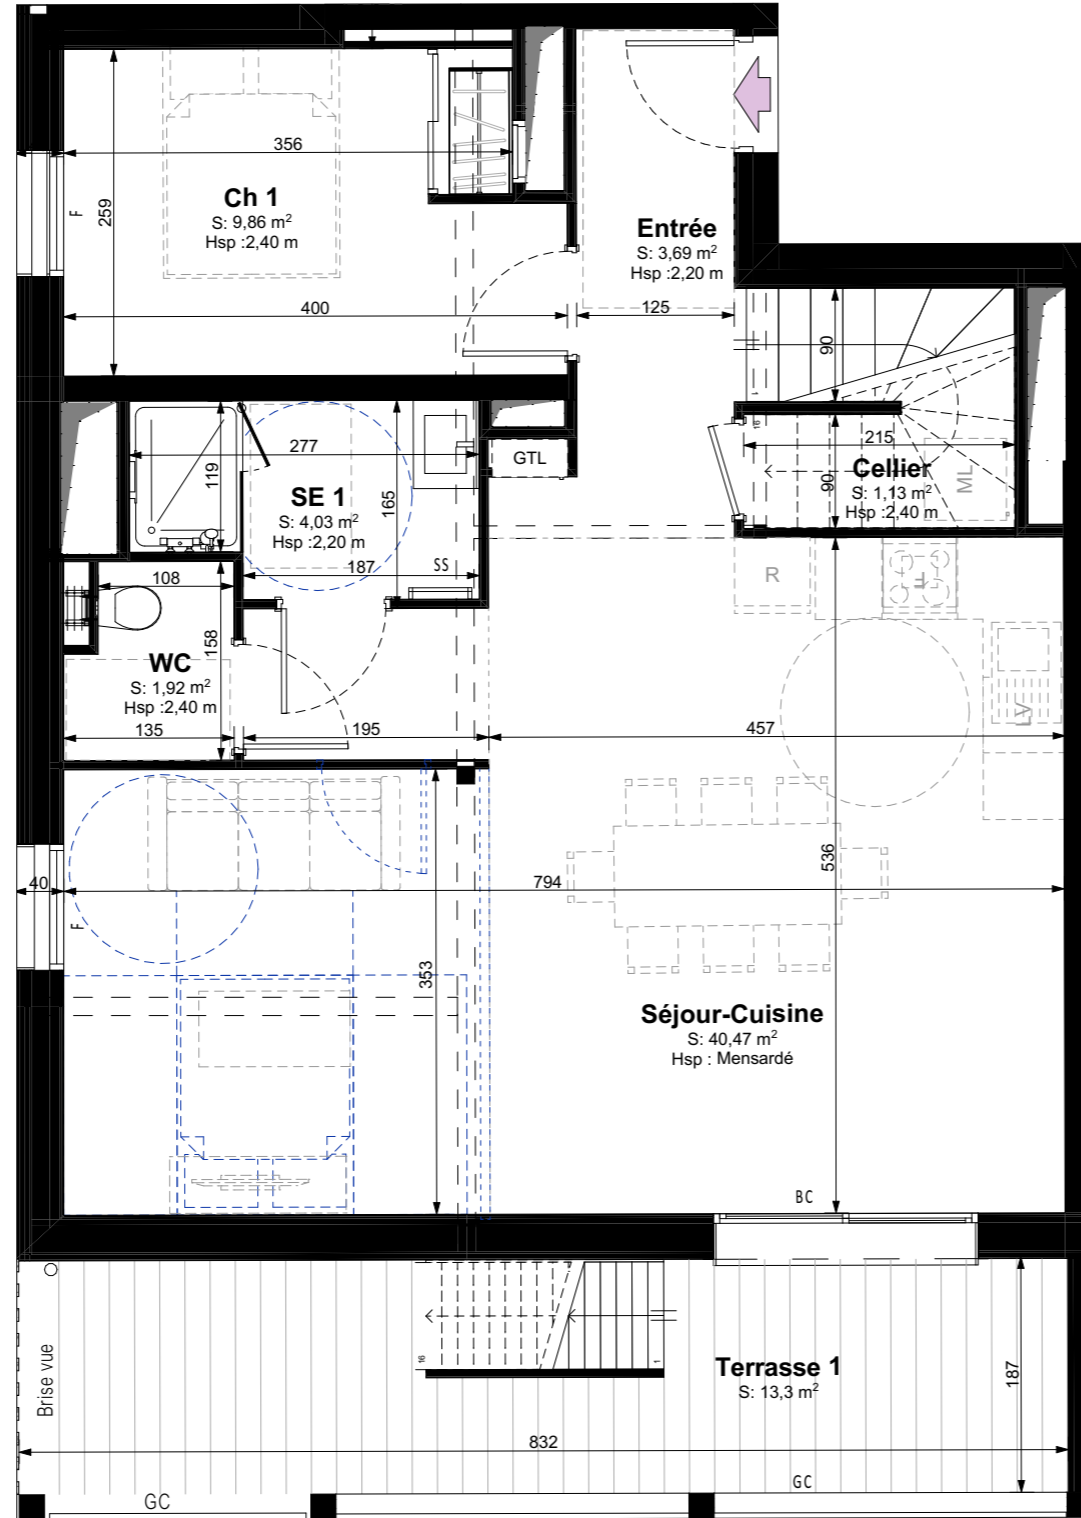 356
Ch 1
S: 9,86 m²
Hsp :2,40 m
259
F
400
Entrée
S: 3,69 m²
Hsp :2,20 m
125
90
1
16
215
Cellier
S: 1,13 m²
Hsp :2,40 m
90
ML
277
119
SE 1
S: 4,03 m²
Hsp :2,20 m
165
187
SS
GTL
108
WC
S: 1,92 m²
Hsp :2,40 m
158
135
195
457
R
LV
40
F
794
536
353
Séjour-Cuisine
S: 40,47 m²
Hsp : Mensardé
BC
Brise vue
16
1
Terrasse 1
S: 13,3 m²
187
832
GC
GC